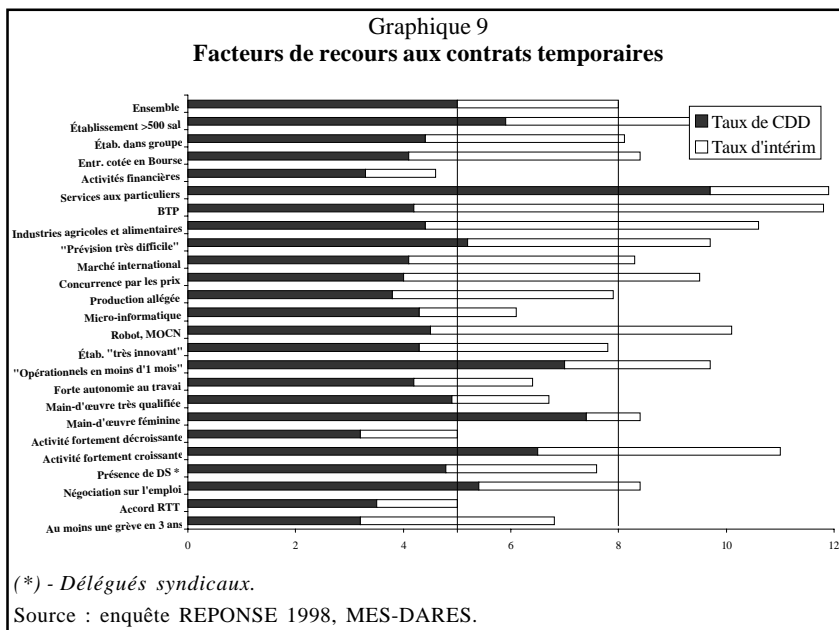 Graphique 9
Facteurs de recours aux contrats temporaires
Ensemble
Établissement >500 sal
Étab. dans groupe
Entr. cotée en Bourse
Activités financières
Services aux particuliers
BTP
Industries agricoles et alimentaires
"Prévision très difficile"
Marché international
Concurrence par les prix
Production allégée
Micro-informatique
Robot, MOCN
Étab. "très innovant"
"Opérationnels en moins d'1 mois"
Forte autonomie au travai
Main-d'œuvre très qualifiée
Main-d'œuvre féminine
Activité fortement décroissante
Activité fortement croissante
Présence de DS *
Négociation sur l'emploi
Accord RTT
Au moins une grève en 3 ans
Taux de CDD
Taux d'intérim
0 2 4 6 8 10 12
(*) - Délégués syndicaux.
Source : enquête REPONSE 1998, MES-DARES.